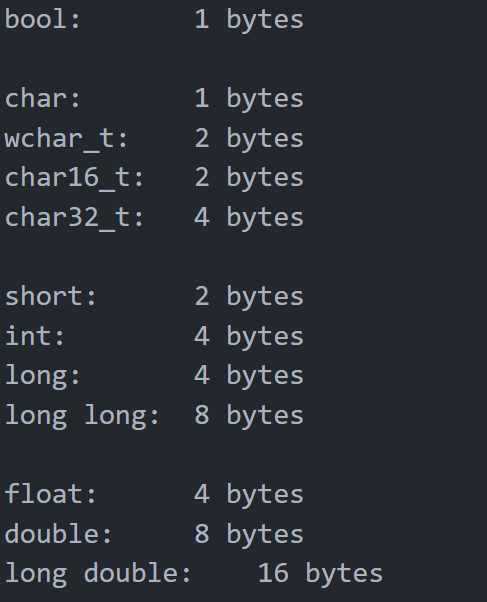 bool:       1 bytes
char:       1 bytes
wchar_t:    2 bytes
char16_t:   2 bytes
char32_t:   4 bytes
short:      2 bytes
int:        4 bytes
long:       4 bytes
long long:  8 bytes
float:      4 bytes
double:     8 bytes
long double:    16 bytes